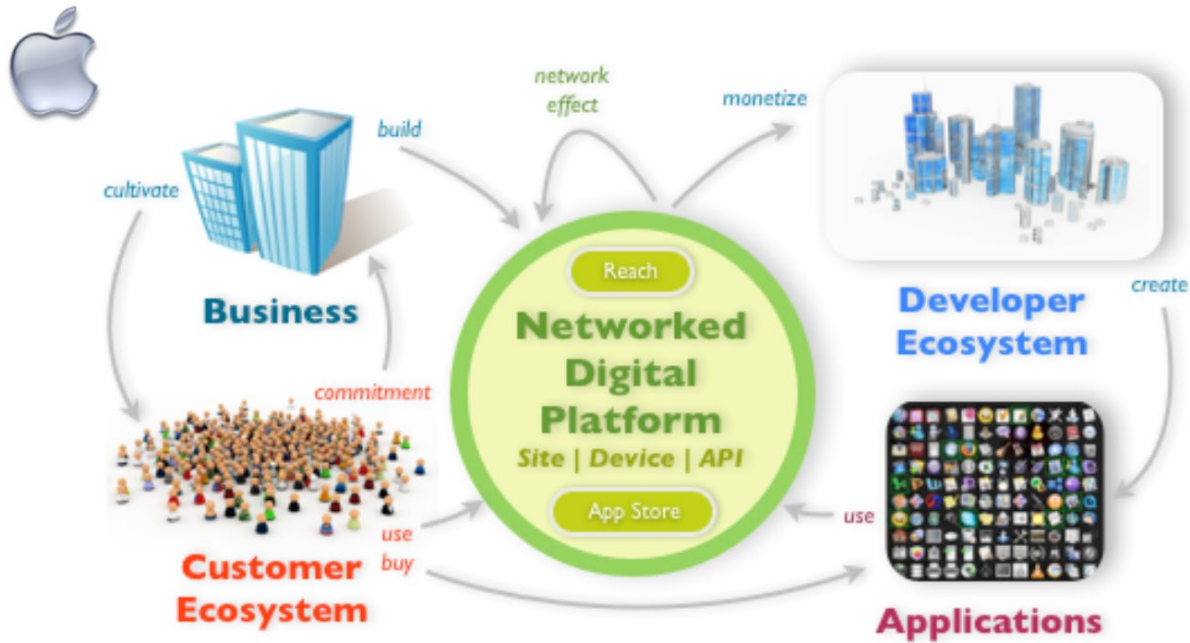 network
effect
monetize
build
cultivate
Reach
Business
Networked
Digital
Platform
Site | Device | API
App Store
Developer
Ecosystem
create
commitment
use
buy
Customer
Ecosystem
use
Applications